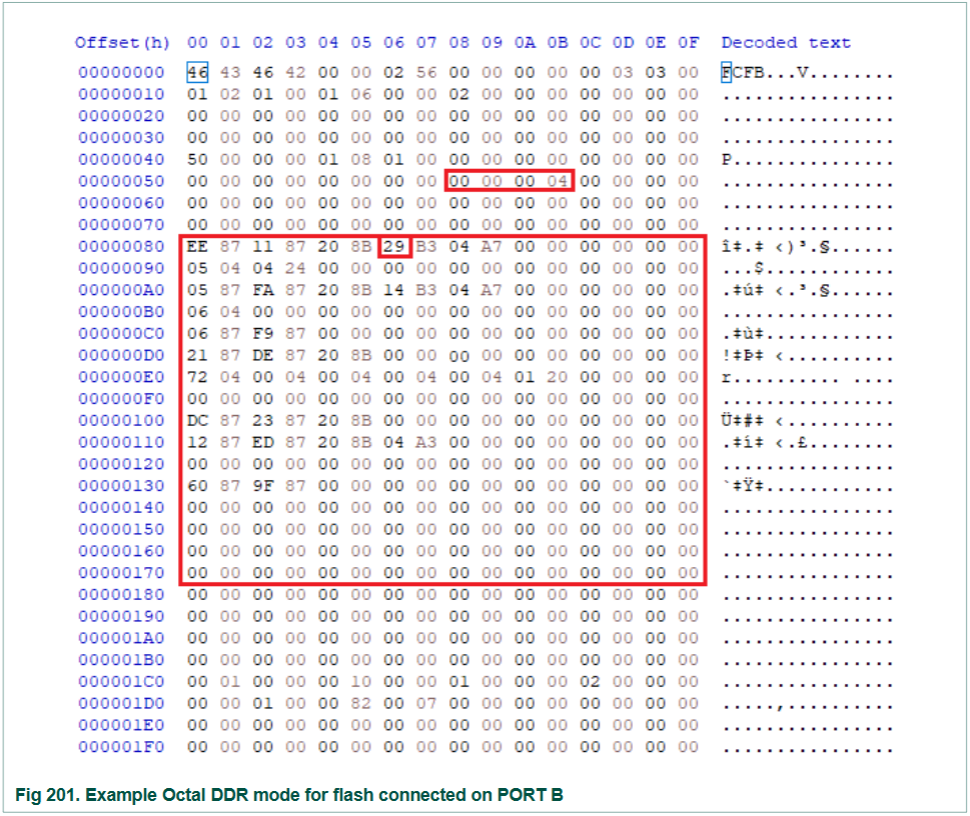 Offset(h) 00 01 02 03 04 05 06 07 08 09 0A 0B 0C 0D 0E 0F Decoded text
00000000 46 43 46 42 00 00 02 56 00 00 00 00 00 03 03 00 FCFB...V........
00000010 01 02 01 00 01 06 00 00 02 00 00 00 00 00 00 00 ................
00000020 00 00 00 00 00 00 00 00 00 00 00 00 00 00 00 00 ................
00000030 00 00 00 00 00 00 00 00 00 00 00 00 00 00 00 00 ................
00000040 50 00 00 00 01 08 01 00 00 00 00 00 00 00 00 00 P...............
00000050 00 00 00 00 00 00 00 00 00 00 00 04 00 00 00 00 ................
00000060 00 00 00 00 00 00 00 00 00 00 00 00 00 00 00 00 ................
00000070 00 00 00 00 00 00 00 00 00 00 00 00 00 00 00 00 ................
00000080 EE 87 11 87 20 8B 29 B3 04 A7 00 00 00 00 00 00 î‡.‡ ‹)³.§......
00000090 05 04 04 24 00 00 00 00 00 00 00 00 00 00 00 00 ...$............
000000A0 05 87 FA 87 20 8B 14 B3 04 A7 00 00 00 00 00 00 .‡ú‡ ‹.³.§......
000000B0 06 04 00 00 00 00 00 00 00 00 00 00 00 00 00 00 ................
000000C0 06 87 F9 87 00 00 00 00 00 00 00 00 00 00 00 00 .‡ù‡............
000000D0 21 87 DE 87 20 8B 00 00 00 00 00 00 00 00 00 00 !‡Þ‡ ‹..........
000000E0 72 04 00 04 00 04 00 04 00 04 01 20 00 00 00 00 r.......... ....
000000F0 00 00 00 00 00 00 00 00 00 00 00 00 00 00 00 00 ................
00000100 DC 87 23 87 20 8B 00 00 00 00 00 00 00 00 00 00 Ü‡#‡ ‹..........
00000110 12 87 ED 87 20 8B 04 A3 00 00 00 00 00 00 00 00 .‡í‡ ‹.£........
00000120 00 00 00 00 00 00 00 00 00 00 00 00 00 00 00 00 ................
00000130 60 87 9F 87 00 00 00 00 00 00 00 00 00 00 00 00 `‡Ÿ‡............
00000140 00 00 00 00 00 00 00 00 00 00 00 00 00 00 00 00 ................
00000150 00 00 00 00 00 00 00 00 00 00 00 00 00 00 00 00 ................
00000160 00 00 00 00 00 00 00 00 00 00 00 00 00 00 00 00 ................
00000170 00 00 00 00 00 00 00 00 00 00 00 00 00 00 00 00 ................
00000180 00 00 00 00 00 00 00 00 00 00 00 00 00 00 00 00 ................
00000190 00 00 00 00 00 00 00 00 00 00 00 00 00 00 00 00 ................
000001A0 00 00 00 00 00 00 00 00 00 00 00 00 00 00 00 00 ................
000001B0 00 00 00 00 00 00 00 00 00 00 00 00 00 00 00 00 ................
000001C0 00 01 00 00 00 10 00 00 01 00 00 00 02 00 00 00 ................
000001D0 00 00 01 00 00 82 00 07 00 00 00 00 00 00 00 00 .....‚..........
000001E0 00 00 00 00 00 00 00 00 00 00 00 00 00 00 00 00 ................
000001F0 00 00 00 00 00 00 00 00 00 00 00 00 00 00 00 00 ................
Fig 201. Example Octal DDR mode for flash connected on PORT B